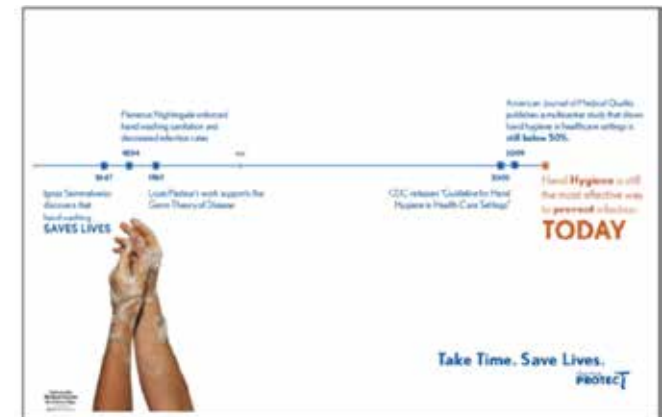 Florence Nightingale enforced
hand washing sanitation and
decreased infection rates
American Journal of Medical Quality
publishes a multicenter study that shows
hand hygiene in healthcare settings is
still below 50%.
1854
2009
1847
Ignaz Semmelweis
discovers that
hand washing
SAVES LIVES
Louis Pasteur's work supports the
Germ Theory of Disease
CDC releases "Guideline for Hand
Hygiene in Health Care Settings"
Hand Hygiene is still
the most effective way
to prevent infection
TODAY
Take Time. Save Lives.
PROTECT